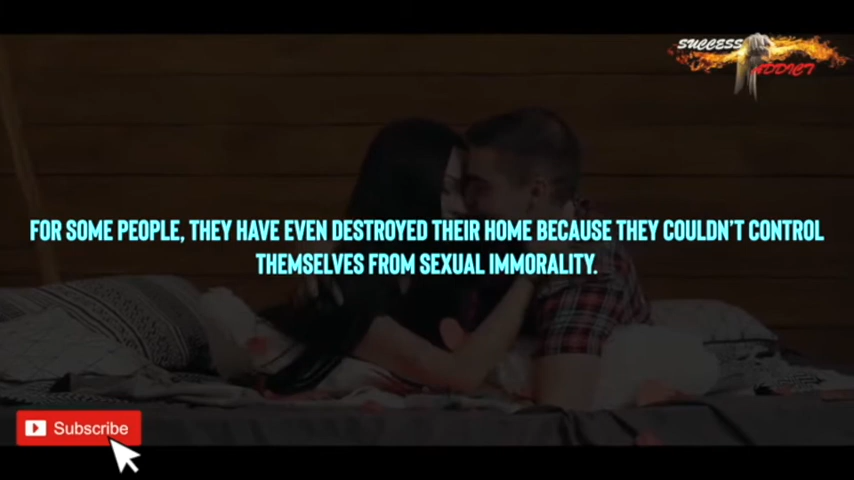 SUCCESS
ADDICT
FOR SOME PEOPLE, THEY HAVE EVEN DESTROYED THEIR HOME BECAUSE THEY COULDN'T CONTROL
THEMSELVES FROM SEXUAL IMMORALITY.
Subscribe